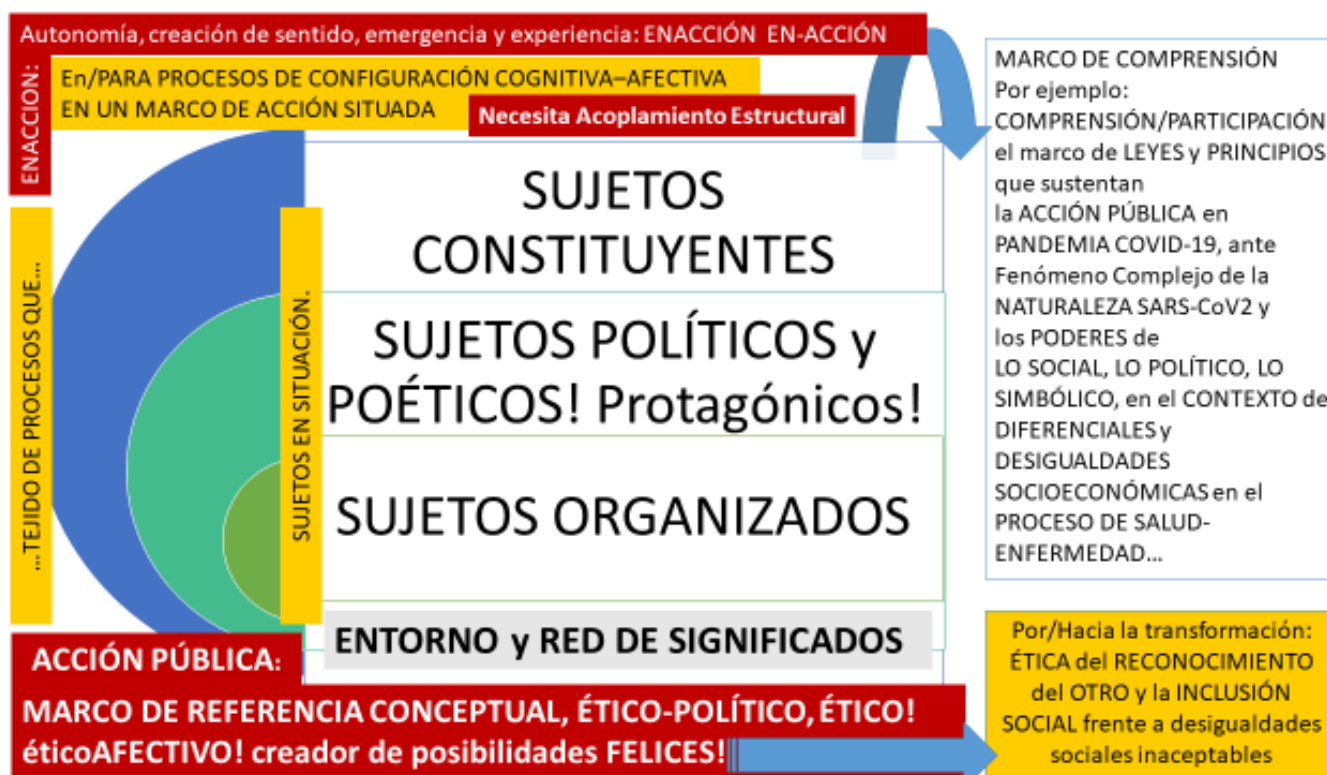 Autonomía, creación de sentido, emergencia y experiencia: ENACCIÓN  EN-ACCIÓN
ENACCION:
En/PARA PROCESOS DE CONFIGURACIÓN COGNITIVA–AFECTIVA
EN UN MARCO DE ACCIÓN SITUADA
Necesita Acoplamiento Estructural
...TEJIDO DE PROCESOS QUE...
SUJETOS EN SITUACIÓN.
SUJETOS
CONSTITUYENTES
SUJETOS POLÍTICOS y
POÉTICOS! Protagónicos!
SUJETOS ORGANIZADOS
ENTORNO y RED DE SIGNIFICADOS
ACCIÓN PÚBLICA:
MARCO DE REFERENCIA CONCEPTUAL, ÉTICO-POLÍTICO, ÉTICO!
éticoAFECTIVO! creador de posibilidades FELICES!
MARCO DE COMPRENSIÓN
Por ejemplo:
COMPRENSIÓN/PARTICIPACIÓN
el marco de LEYES y PRINCIPIOS
que sustentan
la ACCIÓN PÚBLICA en
PANDEMIA COVID-19, ante
Fenómeno Complejo de la
NATURALEZA SARS-CoV2 y
los PODERES de
LO SOCIAL, LO POLÍTICO, LO
SIMBÓLICO, en el CONTEXTO de
DIFERENCIALES y
DESIGUALDADES
SOCIOECONÓMICAS en el
PROCESO DE SALUD-
ENFERMEDAD...
Por/Hacia la transformación:
ÉTICA del RECONOCIMIENTO
del OTRO y la INCLUSIÓN
SOCIAL frente a desigualdades
sociales inaceptables